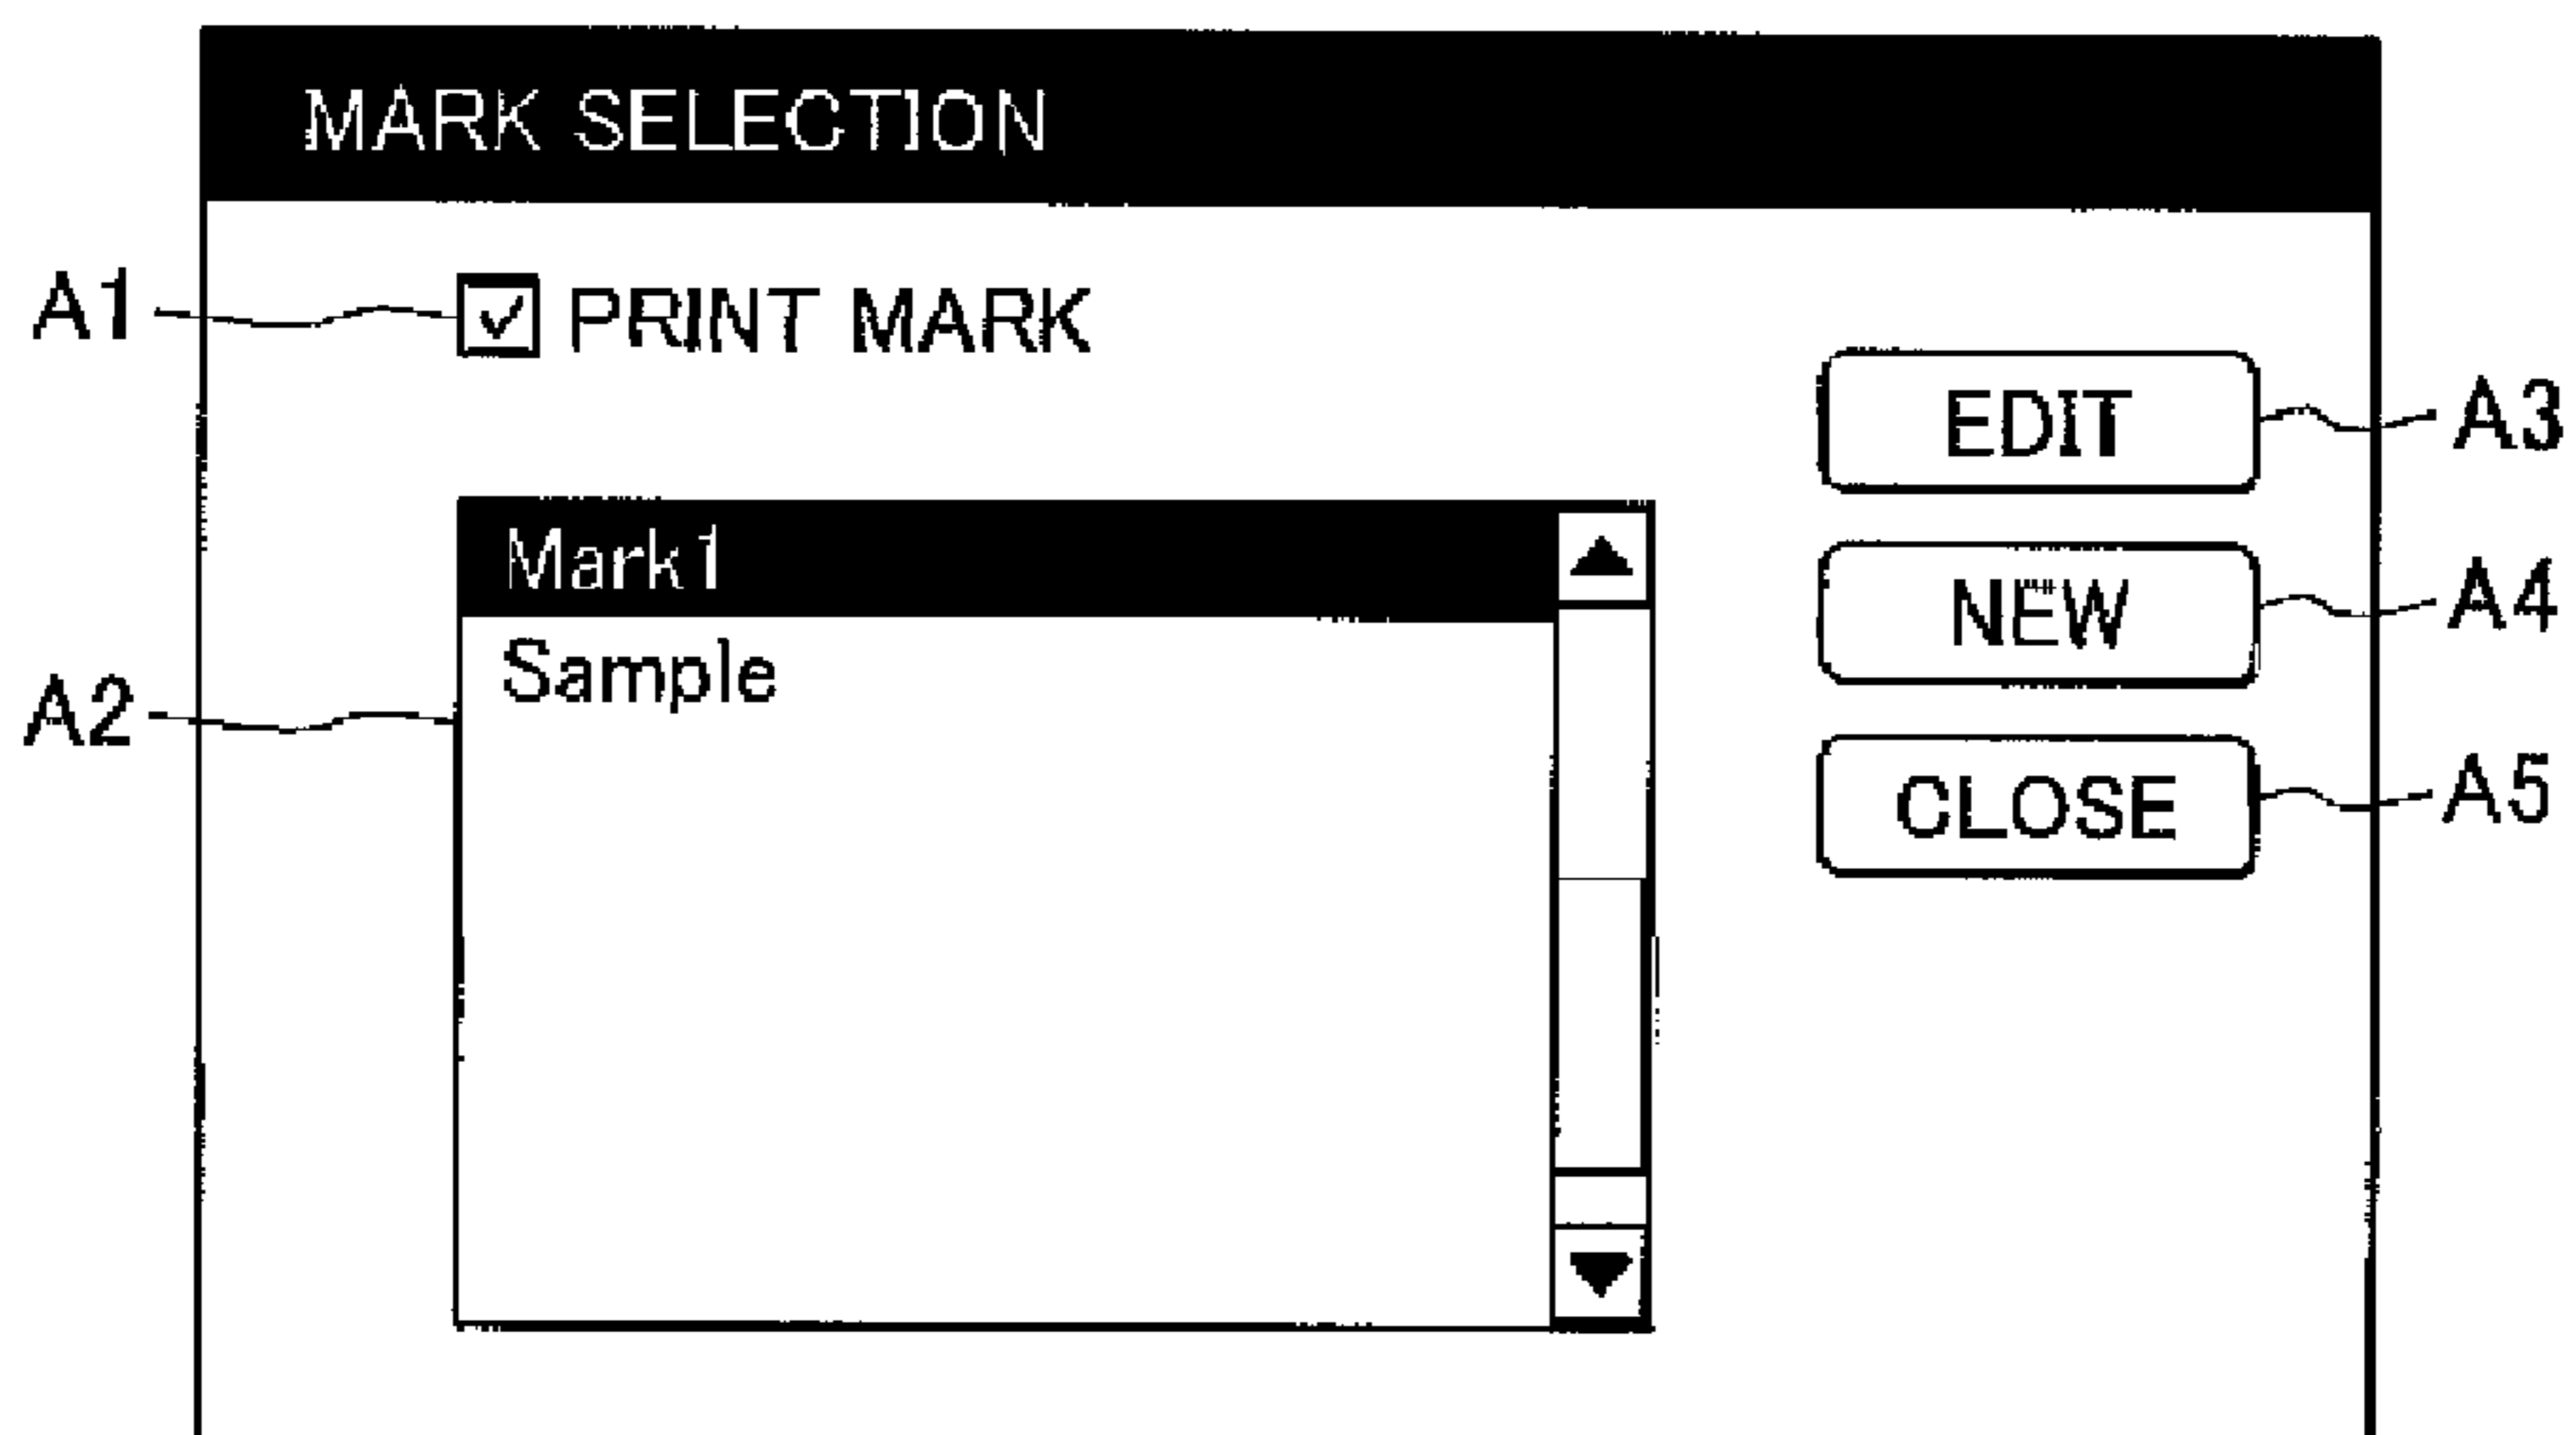 MARK SELECTION
A1
PRINT MARK
EDIT
A3
Mark1
NEW
A4
Sample
A2
CLOSE
A5